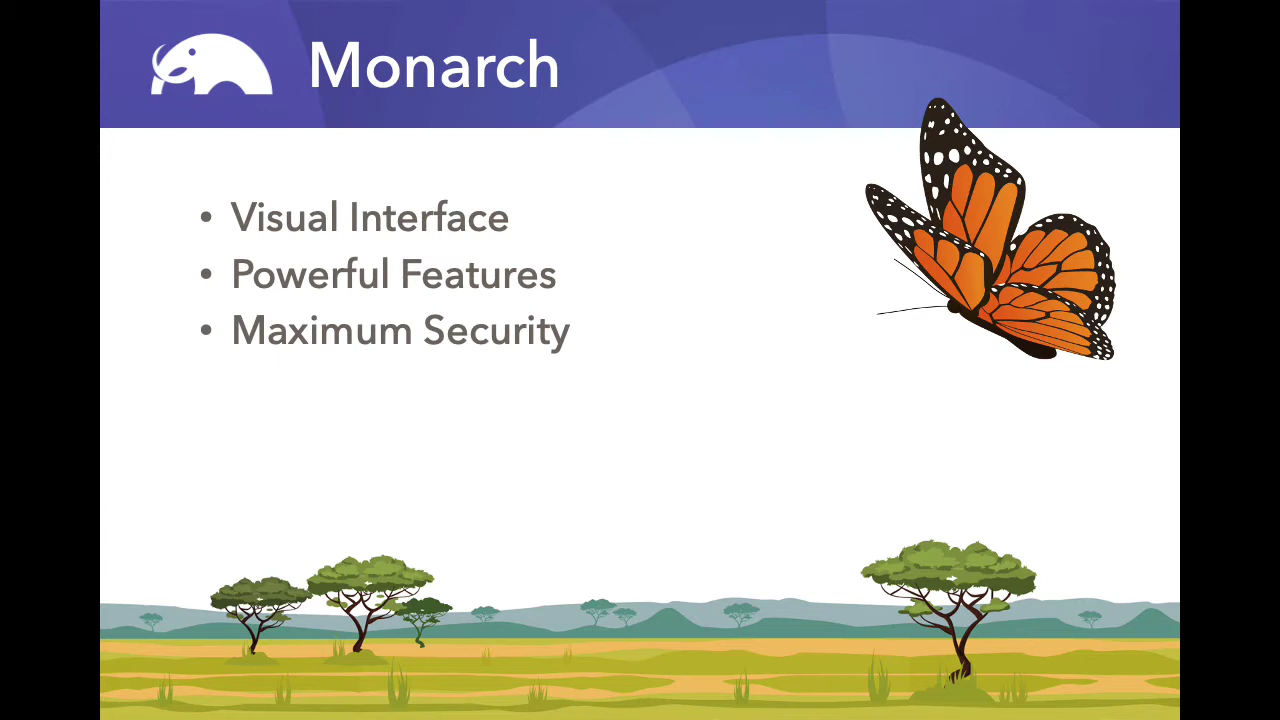 Monarch
• Visual Interface
• Powerful Features
• Maximum Security